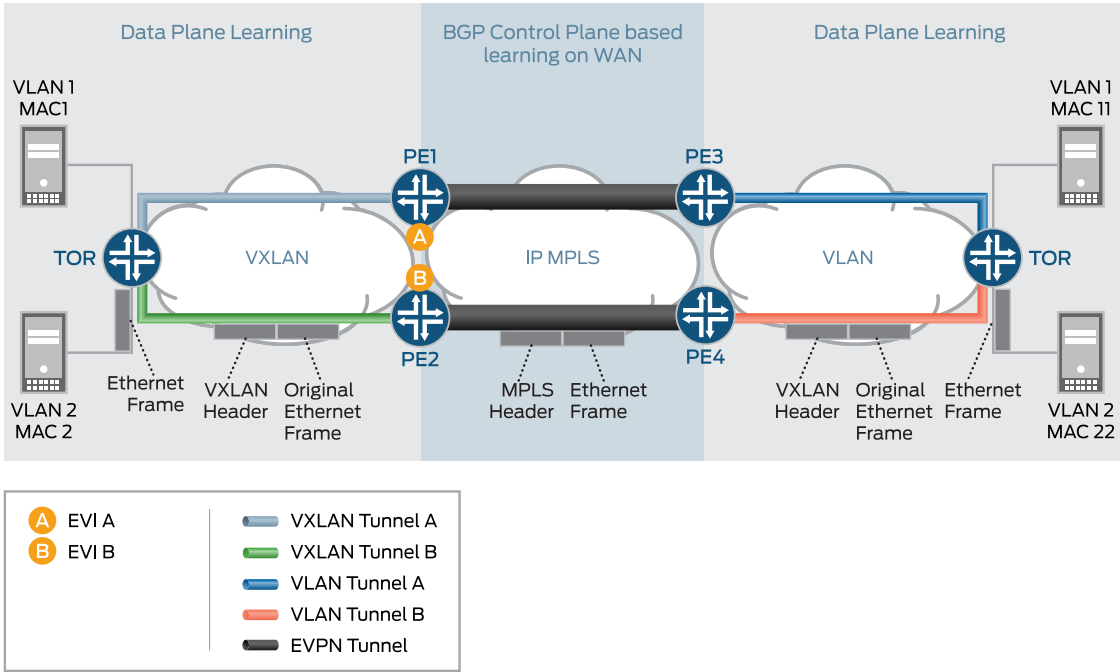 Data Plane Learning
BGP Control Plane based
learning on WAN
Data Plane Learning
VLAN 1
MAC1
VLAN 1
MAC 11
PE1
PE3
A
TOR
VXLAN
IP MPLS
VLAN
TOR
B
PE2
PE4
Ethernet
Frame
VXLAN
Header
Original
Ethernet
Frame
MPLS
Header
Ethernet
Frame
VXLAN
Header
Original
Ethernet
Frame
Ethernet
Frame
VLAN 2
MAC 2
VLAN 2
MAC 22
A EVI A
B EVI B
VXLAN Tunnel A
VXLAN Tunnel B
VLAN Tunnel A
VLAN Tunnel B
EVPN Tunnel